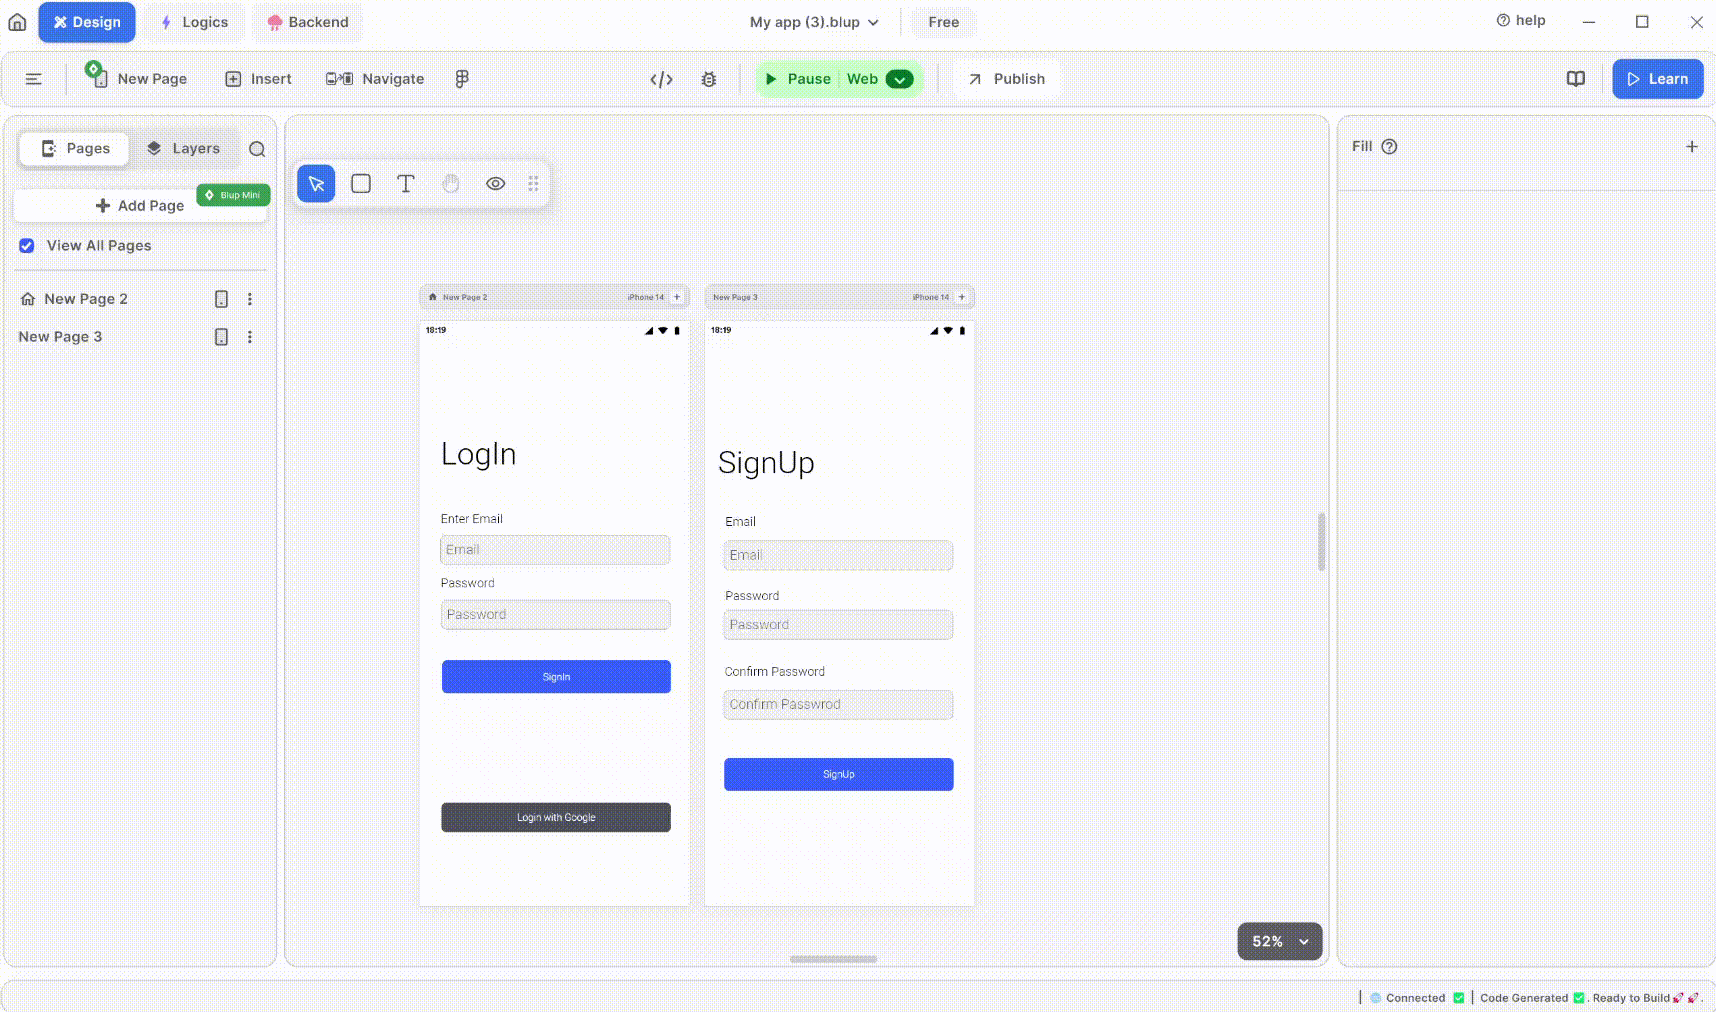 Design Logics Backend My app (3).blup Free help
New Page Insert Navigate Pause Web Publish Learn
Pages Layers
Blup Mini
Add Page
View All Pages
New Page 2
New Page 3
New Page 2 iPhone 14 +
18:19
LogIn
Enter Email
Email
Password
Password
SignIn
Login with Google
New Page 3 iPhone 14 +
18:19
SignUp
Email
Email
Password
Password
Confirm Password
Confirm Passwrod
SignUp
52%
Fill
| Connected ✅ | Code Generated ✅. Ready to Build🚀🚀.